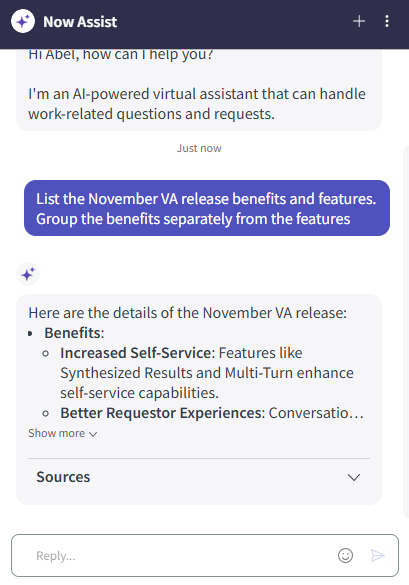 Now Assist
Hi Abel, how can I help you?
I'm an AI-powered virtual assistant that can handle
work-related questions and requests.
Just now
List the November VA release benefits and features.
Group the benefits separately from the features
Here are the details of the November VA release:
• Benefits:
○ Increased Self-Service: Features like
Synthesized Results and Multi-Turn enhance
self-service capabilities.
○ Better Requestor Experiences: Conversatio…
Show more
Sources
Reply...